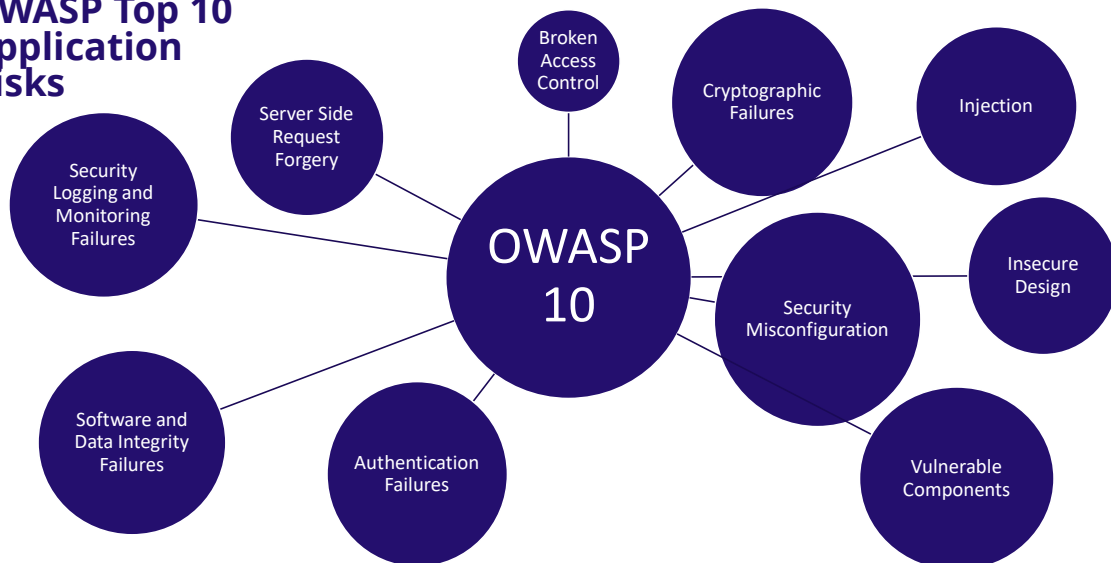 WASP Top 10
pplication
isks
Broken
Access
Control
Cryptographic
Failures
Injection
Server Side
Request
Forgery
Security
Logging and
Monitoring
Failures
OWASP
10
Insecure
Design
Security
Misconfiguration
Software and
Data Integrity
Failures
Authentication
Failures
Vulnerable
Components